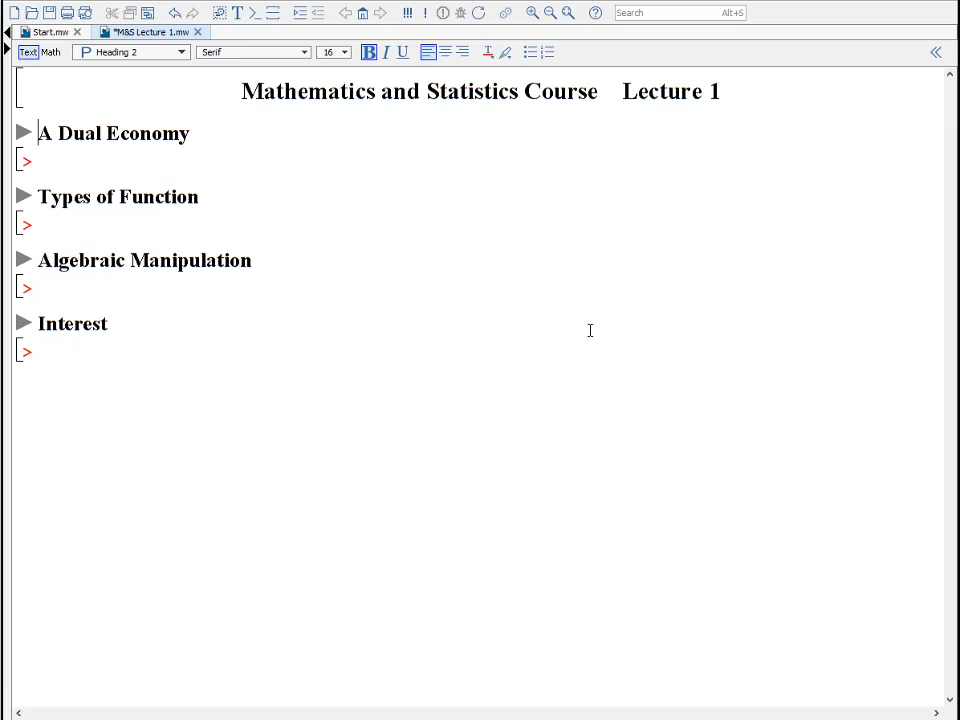 Search Alt+S
Start.mw *M&S Lecture 1.mw
Text Math P Heading 2 Serif 16 B I U
Mathematics and Statistics Course Lecture 1
A Dual Economy
>
Types of Function
>
Algebraic Manipulation
>
Interest
>